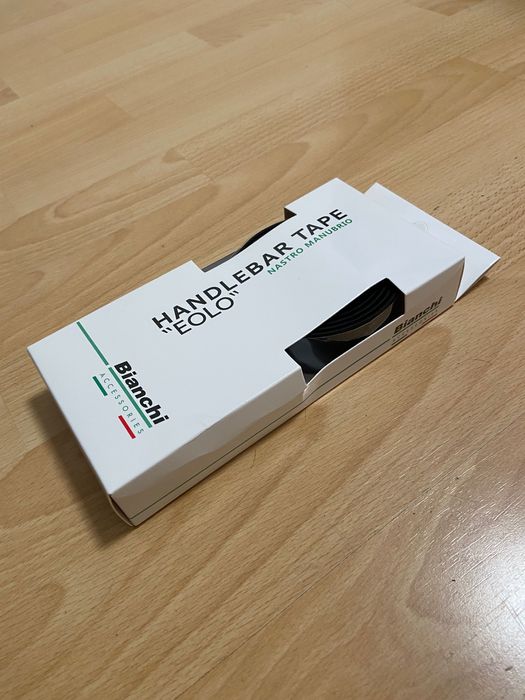 HANDLEBAR TAPE
"EOLO"
NASTRO MANUBRIO
Bianchi
ACCESSORIES
Bianchi